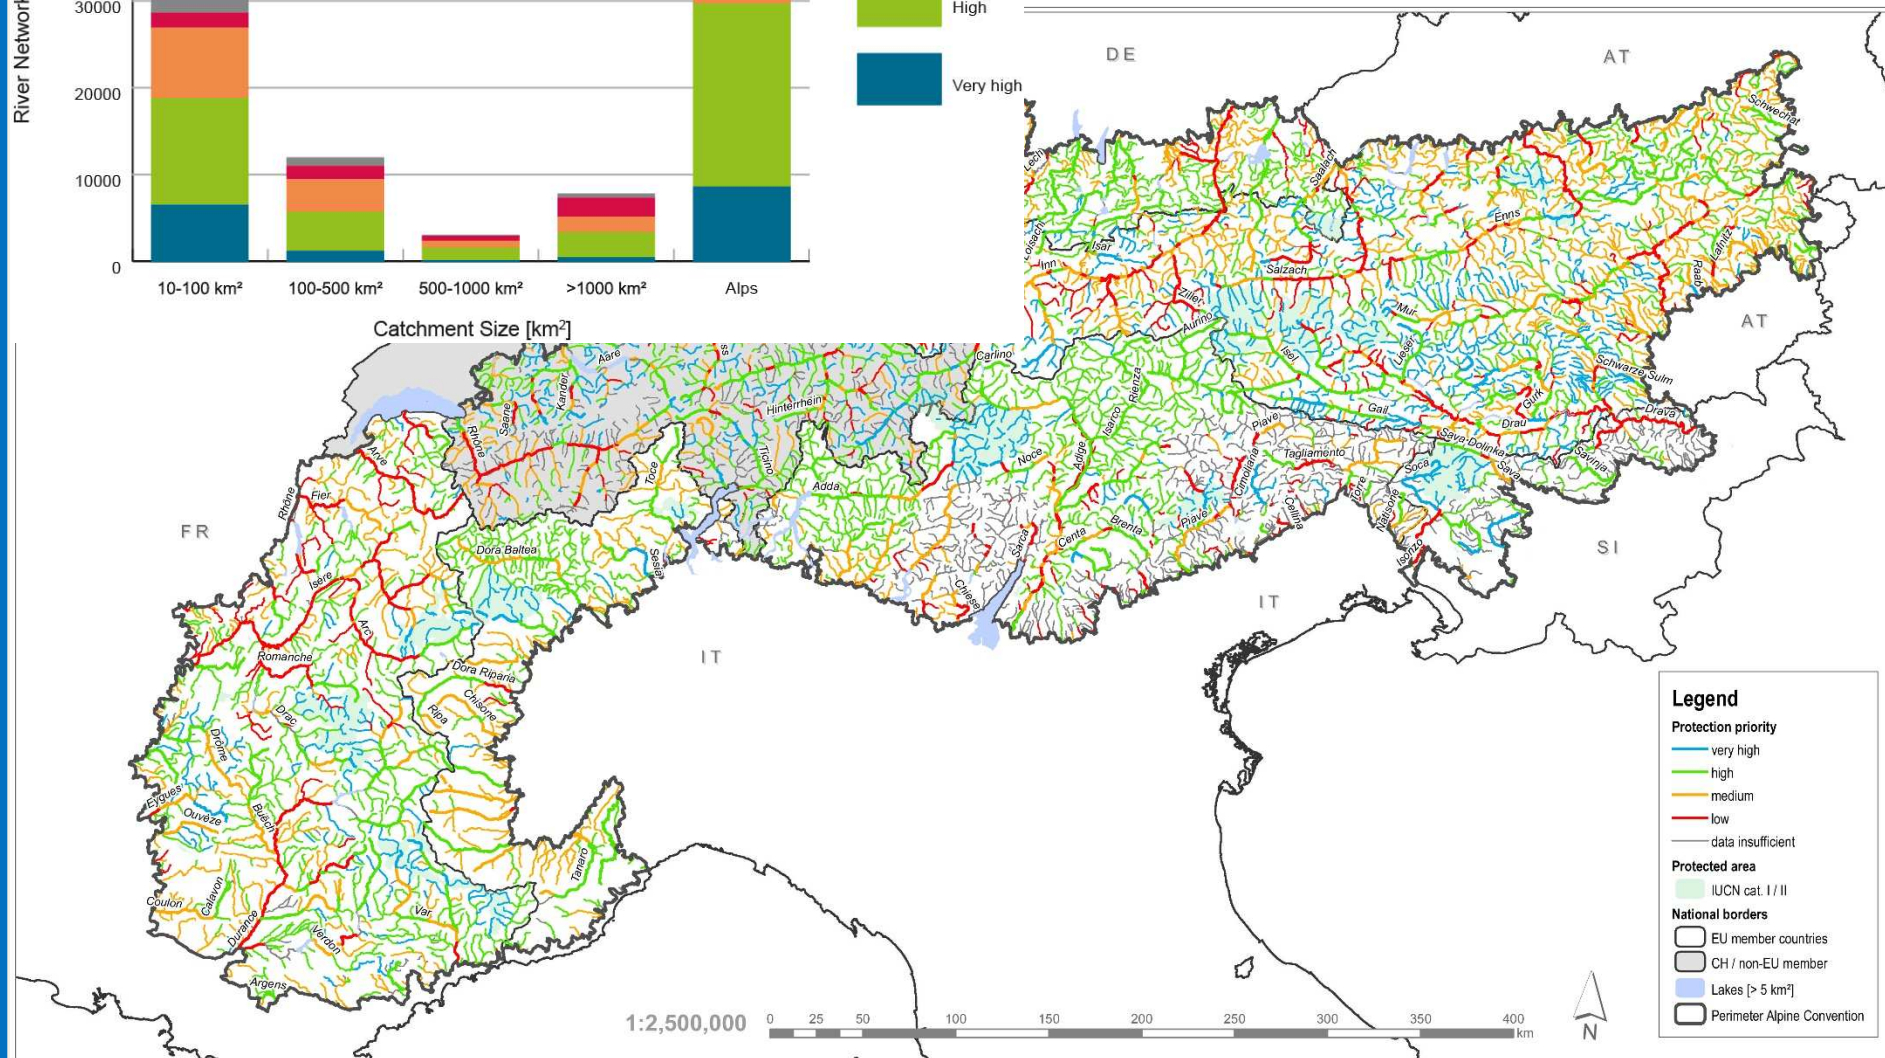 30000
High
20000
River Network
Very high
10000
0
10-100 km²
100-500 km²
500-1000 km²
>1000 km²
Alps
Catchment Size [km²]
DE
AT
Schwechat
Lech
Saalach
Enns
Loisach
Isar
Inn
Lafnitz
Raab
Salzach
Ziller
Aurino
Mur
AT
Isel
Lieser
Schwarze Sulm
Carlino
Aare
Kander
Saane
Rhône
Hinterrhein
Ticino
Toce
Rienza
Isarco
Adige
Noce
Gail
Gurk
Drau
Drava
Piave
Sava Dolinka
Sava
Savinja
Tagliamento
Cimoliana
Soca
Torre
Natisone
Cellina
Isonzo
Adda
Piave
Brenta
Centa
Sarca
Chiese
SI
IT
Arve
Fier
Rhône
FR
Dora Baltea
Sesia
Isere
Arc
Romanche
IT
Dora Riparia
Chisone
Ripa
Drac
Drôme
Eygues
Ouvèze
Buëch
Tanaro
Coulon
Calavon
Durance
Var
Verdon
Argens
Legend
Protection priority
very high
high
medium
low
data insufficient
Protected area
IUCN cat. I / II
National borders
EU member countries
CH / non-EU member
Lakes [> 5 km²]
Perimeter Alpine Convention
1:2,500,000
0 25 50 100 150 200 250 300 350 400
km
N